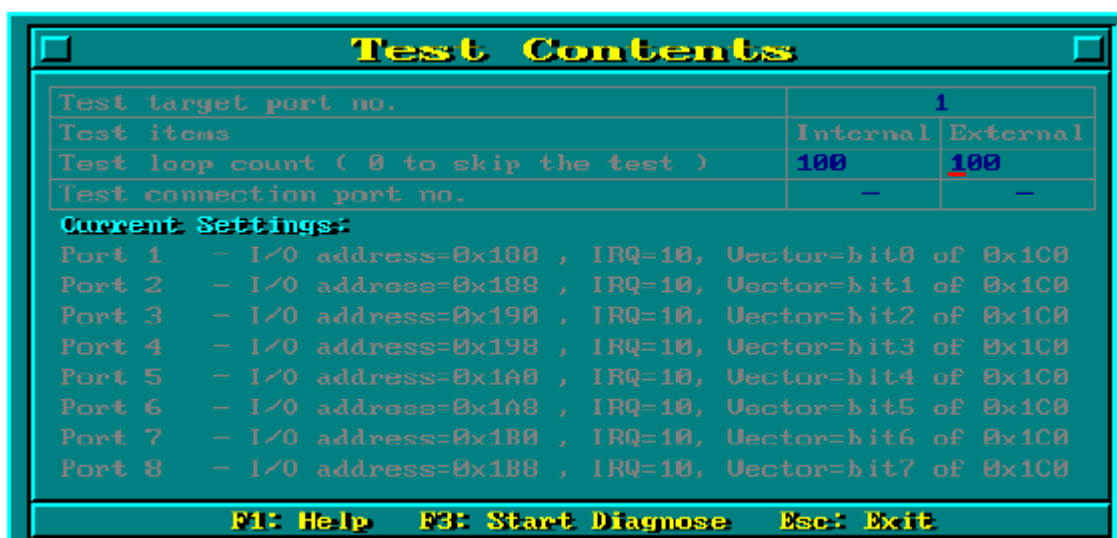 Test Contents
Test target port no. 1
Test items Internal External
Test loop count ( 0 to skip the test ) 100 100
Test connection port no. — —
Current Settings:
Port 1 — I/O address=0x180 , IRQ=10, Vector=bit0 of 0x1C0
Port 2 — I/O address=0x188 , IRQ=10, Vector=bit1 of 0x1C0
Port 3 — I/O address=0x190 , IRQ=10, Vector=bit2 of 0x1C0
Port 4 — I/O address=0x198 , IRQ=10, Vector=bit3 of 0x1C0
Port 5 — I/O address=0x1A0 , IRQ=10, Vector=bit4 of 0x1C0
Port 6 — I/O address=0x1A8 , IRQ=10, Vector=bit5 of 0x1C0
Port 7 — I/O address=0x1B0 , IRQ=10, Vector=bit6 of 0x1C0
Port 8 — I/O address=0x1B8 , IRQ=10, Vector=bit7 of 0x1C0
F1: Help F3: Start Diagnose Esc: Exit